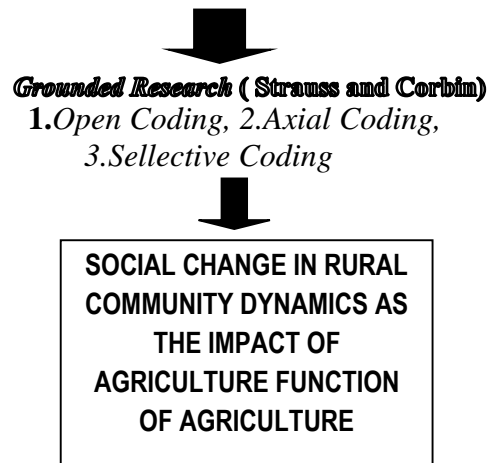 Grounded Research ( Strauss and Corbin)
1.Open Coding, 2.Axial Coding,
3.Sellective Coding
SOCIAL CHANGE IN RURAL
COMMUNITY DYNAMICS AS
THE IMPACT OF
AGRICULTURE FUNCTION
OF AGRICULTURE